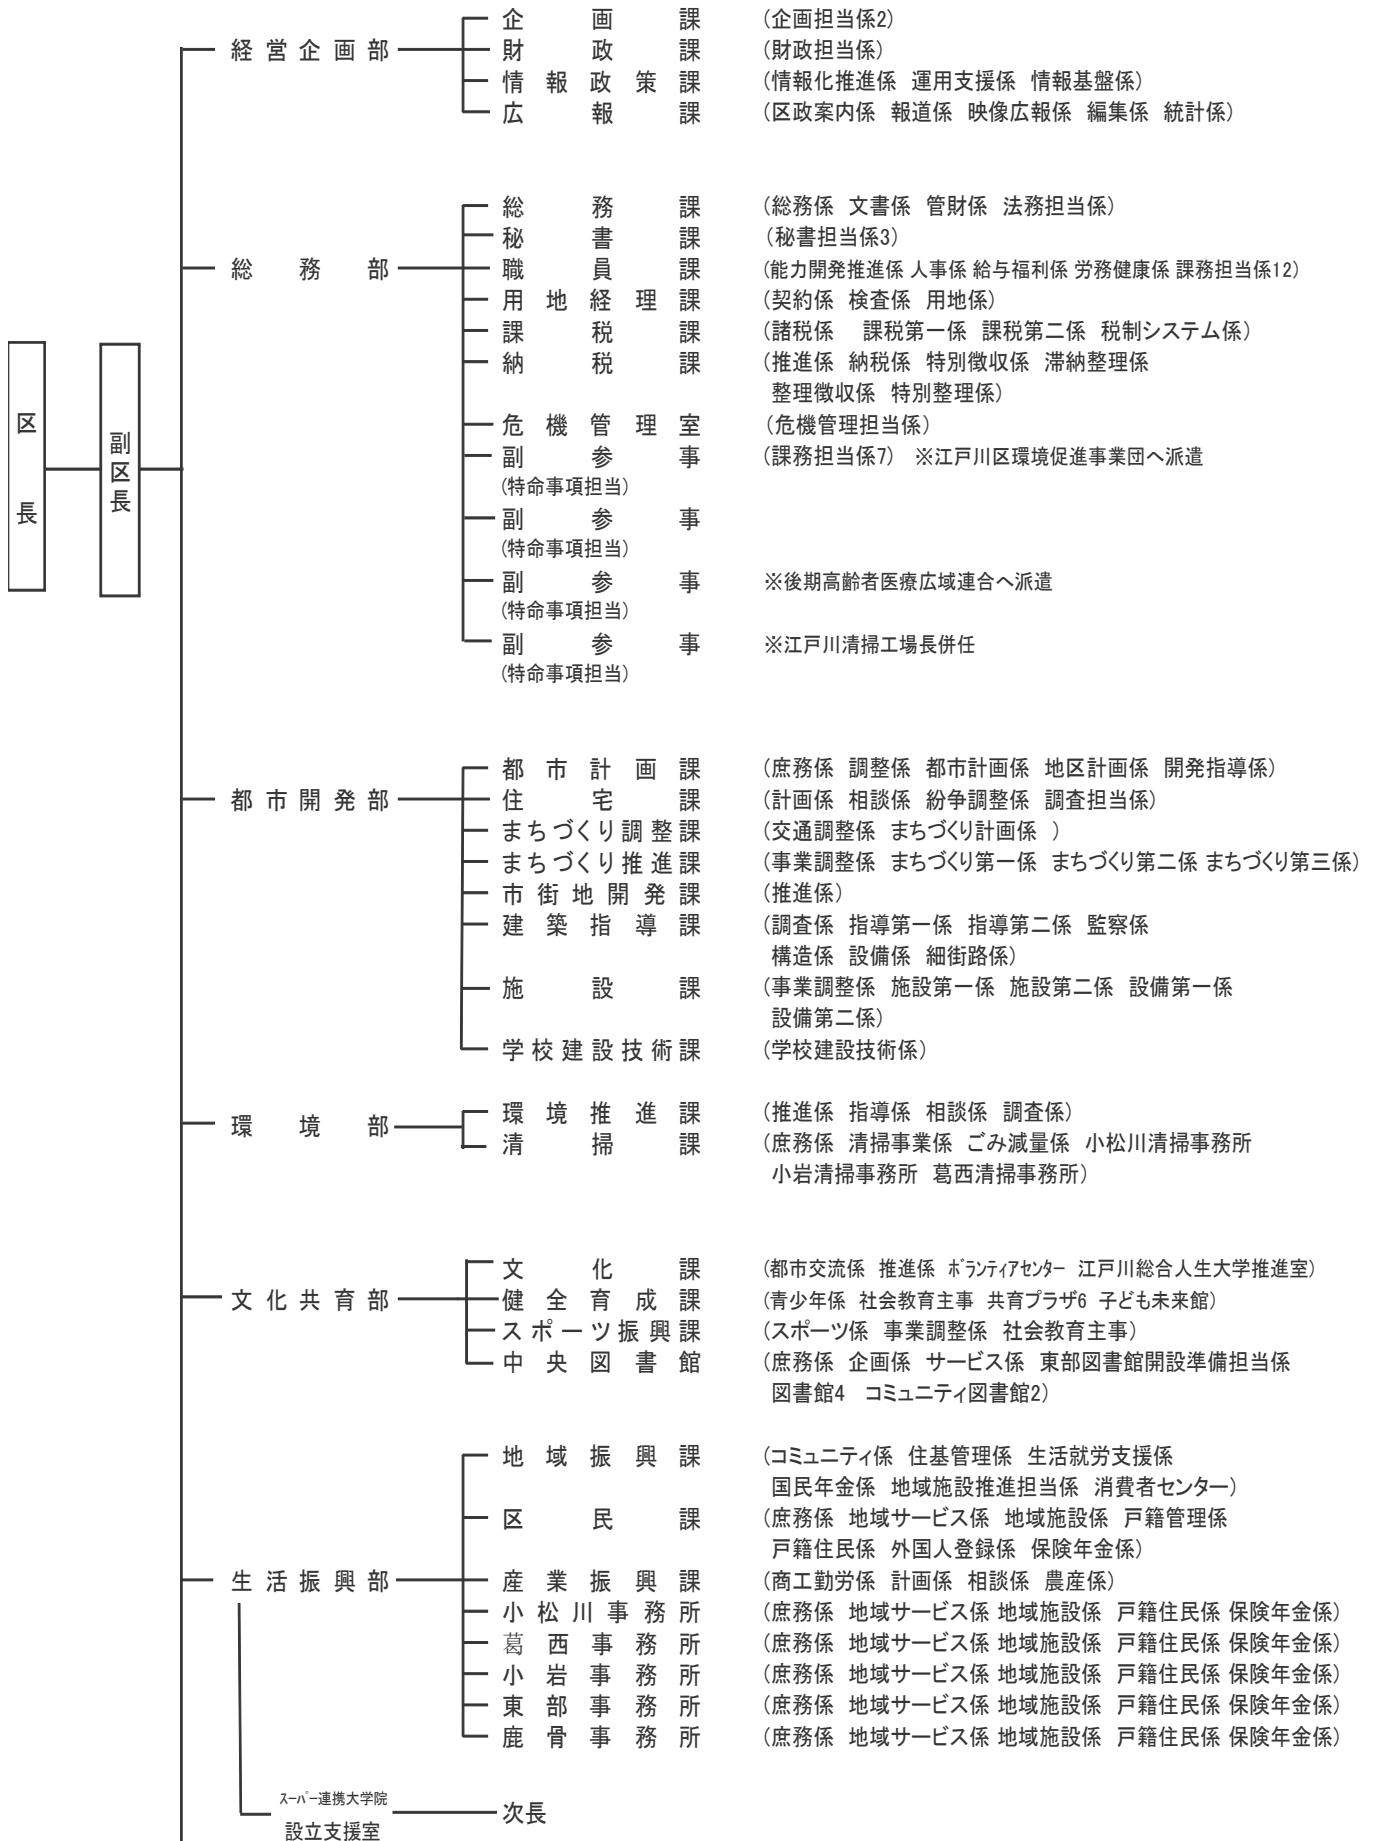 企画課 (企画担当係2)
経営企画部 財政課 (財政担当係)
情報政策課 (情報化推進係 運用支援係 情報基盤係)
広報課 (区政案内係 報道係 映像広報係 編集係 統計係)
総務課 (総務係 文書係 管財係 法務担当係)
秘書課 (秘書担当係3)
総務部 職員課 (能力開発推進係 人事係 給与福利係 労務健康係 課務担当係12)
用地経理課 (契約係 検査係 用地係)
課税課 (諸税係 課税第一係 課税第二係 税制システム係)
納税課 (推進係 納税係 特別徴収係 滞納整理係
整理徴収係 特別整理係)
区長
副区長
危機管理室 (危機管理担当係)
副参事 (課務担当係7) ※江戸川区環境促進事業団へ派遣
(特命事項担当)
副参事
(特命事項担当)
副参事 ※後期高齢者医療広域連合へ派遣
(特命事項担当)
副参事 ※江戸川清掃工場長併任
(特命事項担当)
都市計画課 (庶務係 調整係 都市計画係 地区計画係 開発指導係)
都市開発部 住宅課 (計画係 相談係 紛争調整係 調査担当係)
まちづくり調整課 (交通調整係 まちづくり計画係 )
まちづくり推進課 (事業調整係 まちづくり第一係 まちづくり第二係 まちづくり第三係)
市街地開発課 (推進係)
建築指導課 (調査係 指導第一係 指導第二係 監察係
構造係 設備係 細街路係)
施設課 (事業調整係 施設第一係 施設第二係 設備第一係
設備第二係)
学校建設技術課 (学校建設技術係)
環境部 環境推進課 (推進係 指導係 相談係 調査係)
清掃課 (庶務係 清掃事業係 ごみ減量係 小松川清掃事務所
小岩清掃事務所 葛西清掃事務所)
文化課 (都市交流係 推進係 ボランティアセンター 江戸川総合人生大学推進室)
文化共育部 健全育成課 (青少年係 社会教育主事 共育プラザ6 子ども未来館)
スポーツ振興課 (スポーツ係 事業調整係 社会教育主事)
中央図書館 (庶務係 企画係 サービス係 東部図書館開設準備担当係
図書館4 コミュニティ図書館2)
地域振興課 (コミュニティ係 住基管理係 生活就労支援係
国民年金係 地域施設推進担当係 消費者センター)
区民課 (庶務係 地域サービス係 地域施設係 戸籍管理係
戸籍住民係 外国人登録係 保険年金係)
生活振興部 産業振興課 (商工勤労係 計画係 相談係 農産係)
小松川事務所 (庶務係 地域サービス係 地域施設係 戸籍住民係 保険年金係)
葛西事務所 (庶務係 地域サービス係 地域施設係 戸籍住民係 保険年金係)
小岩事務所 (庶務係 地域サービス係 地域施設係 戸籍住民係 保険年金係)
東部事務所 (庶務係 地域サービス係 地域施設係 戸籍住民係 保険年金係)
鹿骨事務所 (庶務係 地域サービス係 地域施設係 戸籍住民係 保険年金係)
スーパー連携大学院
設立支援室 次長